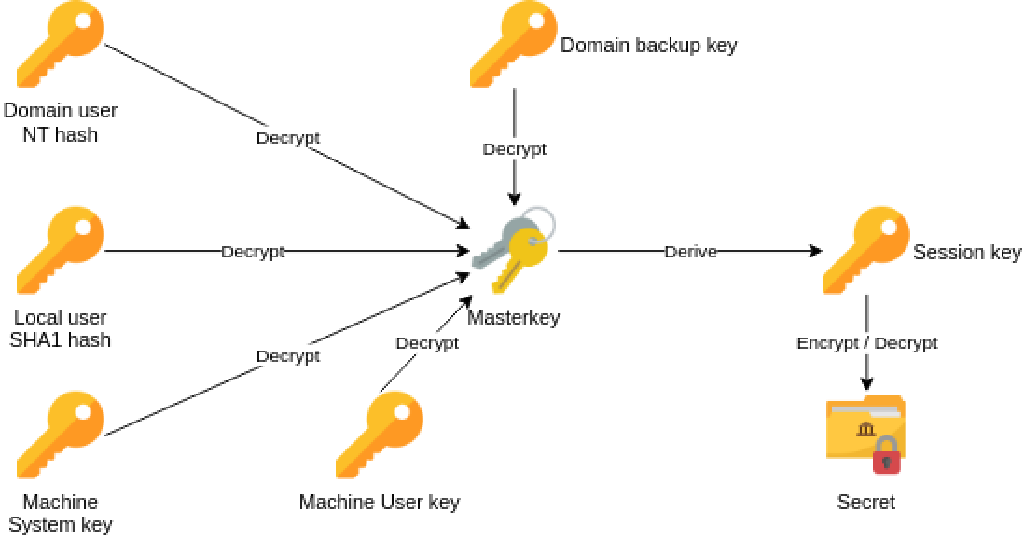 Domain backup key
Domain user
NT hash
Decrypt
Decrypt
Decrypt
Derive
Session key
Local user
SHA1 hash
Masterkey
Decrypt
Decrypt
Encrypt / Decrypt
Machine
System key
Machine User key
Secret